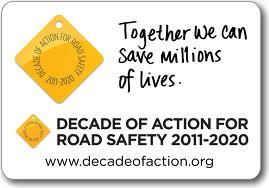 DECADE OF ACTION FOR ROAD SAFETY 2011-2020
Together we can
save millions
of lives.
DECADE OF ACTION FOR
ROAD SAFETY 2011-2020
www.decadeofaction.org